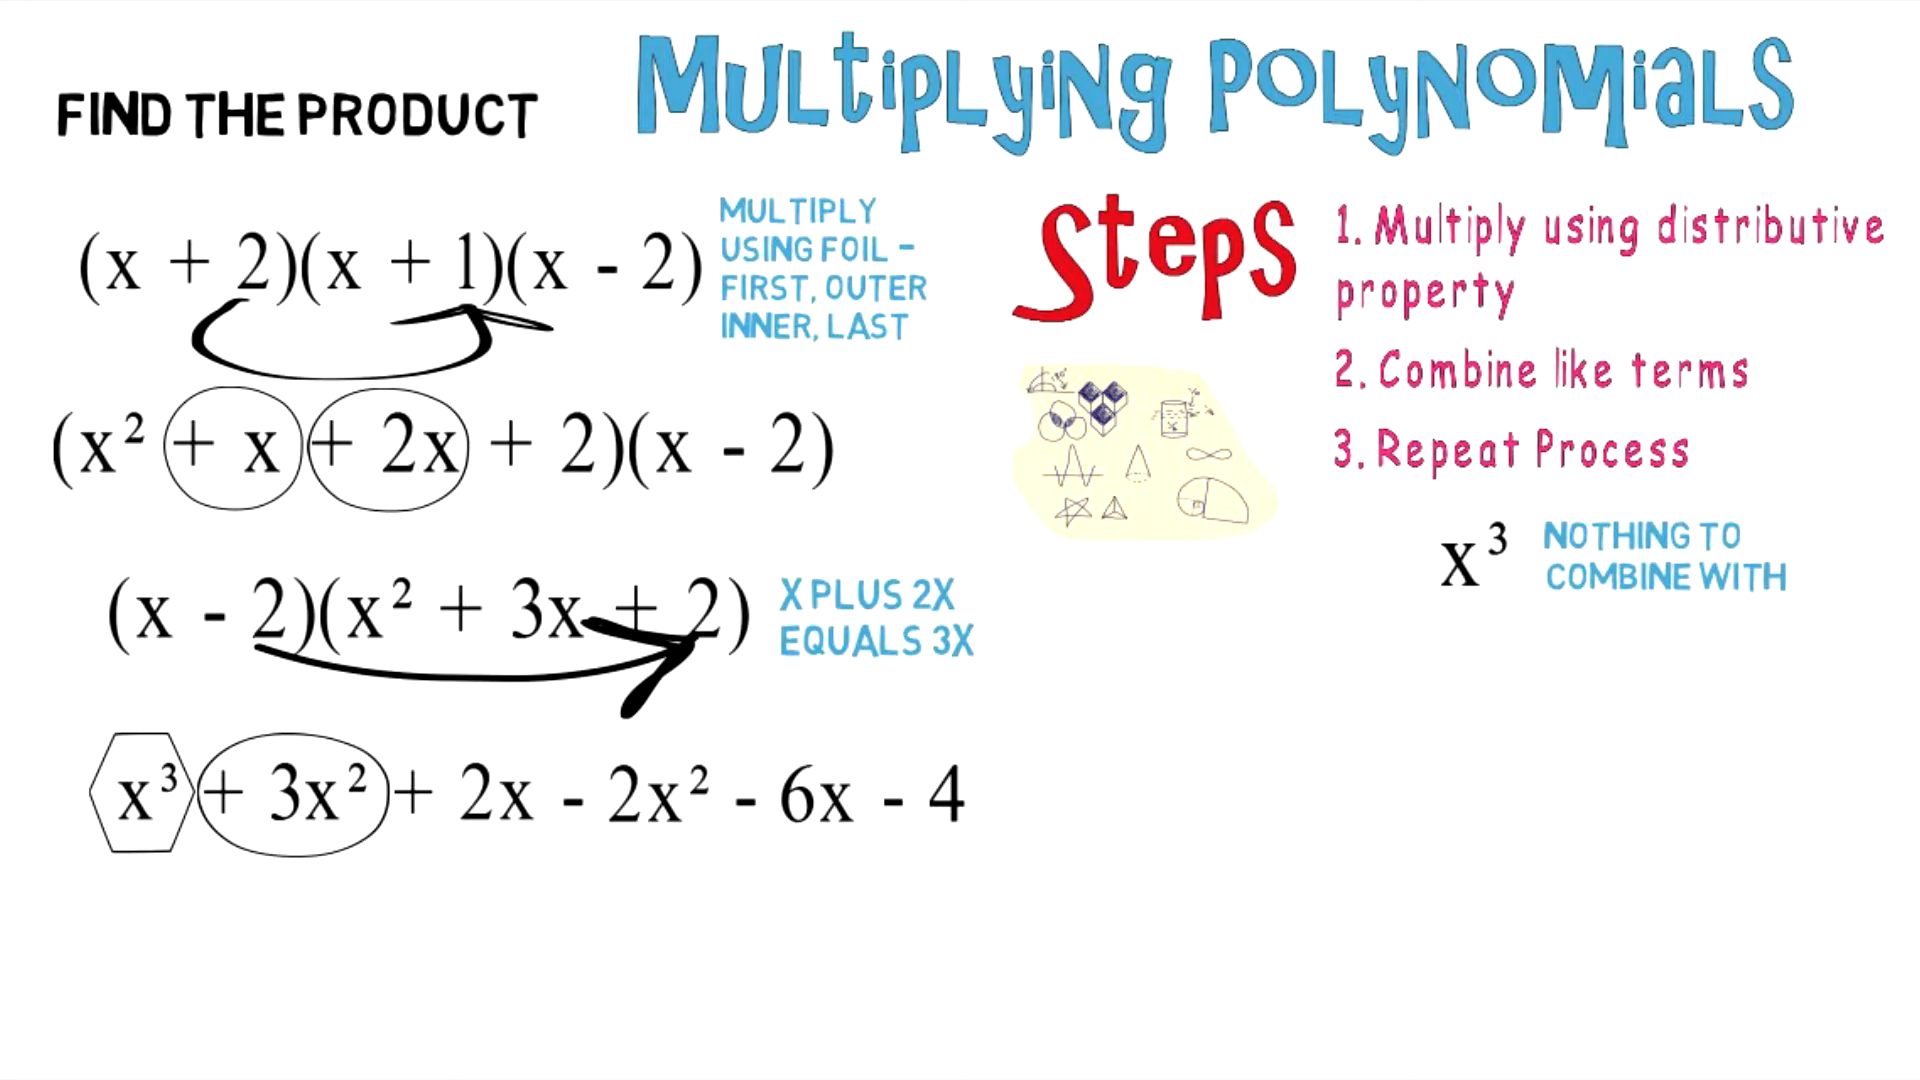 FIND THE PRODUCT
MULtiPLyiNg POLyNOMiaLS
(x + 2)(x + 1)(x - 2)
MULTIPLY
USING FOIL -
FIRST, OUTER
INNER, LAST
Steps
1. Multiply using distributive
property
2. Combine like terms
3. Repeat Process
(x² + x + 2x + 2)(x - 2)
x³ NOTHING TO
COMBINE WITH
(x - 2)(x² + 3x + 2)
X PLUS 2X
EQUALS 3X
x³ + 3x² + 2x - 2x² - 6x - 4